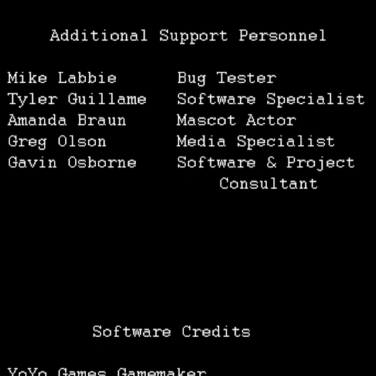 Additional Support Personnel
Mike Labbie Bug Tester
Tyler Guillame Software Specialist
Amanda Braun Mascot Actor
Greg Olson Media Specialist
Gavin Osborne Software & Project
Consultant
Software Credits
YoYo Games Gamemaker